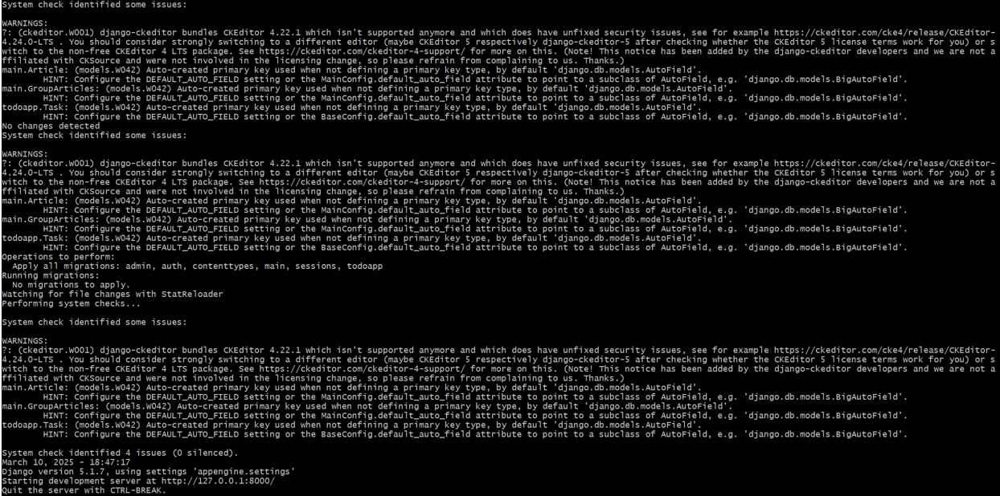 System check identified some issues:

WARNINGS:
?: (ckeditor.W001) django-ckeditor bundles CKEditor 4.22.1 which isn't supported anymore and which does have unfixed security issues, see for example https://ckeditor.com/cke4/release/CKEditor-
4.24.0-LTS . You should consider strongly switching to a different editor (maybe CKEditor 5 respectively django-ckeditor-5 after checking whether the CKEditor 5 license terms work for you) or s
witch to the non-free CKEditor 4 LTS package. See https://ckeditor.com/ckeditor-4-support/ for more on this. (Note! This notice has been added by the django-ckeditor developers and we are not a
ffiliated with CKSource and were not involved in the licensing change, so please refrain from complaining to us. Thanks.)
main.Article: (models.W042) Auto-created primary key used when not defining a primary key type, by default 'django.db.models.AutoField'.
        HINT: Configure the DEFAULT_AUTO_FIELD setting or the MainConfig.default_auto_field attribute to point to a subclass of AutoField, e.g. 'django.db.models.BigAutoField'.
main.GroupArticles: (models.W042) Auto-created primary key used when not defining a primary key type, by default 'django.db.models.AutoField'.
        HINT: Configure the DEFAULT_AUTO_FIELD setting or the MainConfig.default_auto_field attribute to point to a subclass of AutoField, e.g. 'django.db.models.BigAutoField'.
todoapp.Task: (models.W042) Auto-created primary key used when not defining a primary key type, by default 'django.db.models.AutoField'.
        HINT: Configure the DEFAULT_AUTO_FIELD setting or the BaseConfig.default_auto_field attribute to point to a subclass of AutoField, e.g. 'django.db.models.BigAutoField'.
No changes detected
System check identified some issues:

WARNINGS:
?: (ckeditor.W001) django-ckeditor bundles CKEditor 4.22.1 which isn't supported anymore and which does have unfixed security issues, see for example https://ckeditor.com/cke4/release/CKEditor-
4.24.0-LTS . You should consider strongly switching to a different editor (maybe CKEditor 5 respectively django-ckeditor-5 after checking whether the CKEditor 5 license terms work for you) or s
witch to the non-free CKEditor 4 LTS package. See https://ckeditor.com/ckeditor-4-support/ for more on this. (Note! This notice has been added by the django-ckeditor developers and we are not a
ffiliated with CKSource and were not involved in the licensing change, so please refrain from complaining to us. Thanks.)
main.Article: (models.W042) Auto-created primary key used when not defining a primary key type, by default 'django.db.models.AutoField'.
        HINT: Configure the DEFAULT_AUTO_FIELD setting or the MainConfig.default_auto_field attribute to point to a subclass of AutoField, e.g. 'django.db.models.BigAutoField'.
main.GroupArticles: (models.W042) Auto-created primary key used when not defining a primary key type, by default 'django.db.models.AutoField'.
        HINT: Configure the DEFAULT_AUTO_FIELD setting or the MainConfig.default_auto_field attribute to point to a subclass of AutoField, e.g. 'django.db.models.BigAutoField'.
todoapp.Task: (models.W042) Auto-created primary key used when not defining a primary key type, by default 'django.db.models.AutoField'.
        HINT: Configure the DEFAULT_AUTO_FIELD setting or the BaseConfig.default_auto_field attribute to point to a subclass of AutoField, e.g. 'django.db.models.BigAutoField'.
Operations to perform:
  Apply all migrations: admin, auth, contenttypes, main, sessions, todoapp
Running migrations:
  No migrations to apply.
Watching for file changes with StatReloader
Performing system checks...

System check identified some issues:

WARNINGS:
?: (ckeditor.W001) django-ckeditor bundles CKEditor 4.22.1 which isn't supported anymore and which does have unfixed security issues, see for example https://ckeditor.com/cke4/release/CKEditor-
4.24.0-LTS . You should consider strongly switching to a different editor (maybe CKEditor 5 respectively django-ckeditor-5 after checking whether the CKEditor 5 license terms work for you) or s
witch to the non-free CKEditor 4 LTS package. See https://ckeditor.com/ckeditor-4-support/ for more on this. (Note! This notice has been added by the django-ckeditor developers and we are not a
ffiliated with CKSource and were not involved in the licensing change, so please refrain from complaining to us. Thanks.)
main.Article: (models.W042) Auto-created primary key used when not defining a primary key type, by default 'django.db.models.AutoField'.
        HINT: Configure the DEFAULT_AUTO_FIELD setting or the MainConfig.default_auto_field attribute to point to a subclass of AutoField, e.g. 'django.db.models.BigAutoField'.
main.GroupArticles: (models.W042) Auto-created primary key used when not defining a primary key type, by default 'django.db.models.AutoField'.
        HINT: Configure the DEFAULT_AUTO_FIELD setting or the MainConfig.default_auto_field attribute to point to a subclass of AutoField, e.g. 'django.db.models.BigAutoField'.
todoapp.Task: (models.W042) Auto-created primary key used when not defining a primary key type, by default 'django.db.models.AutoField'.
        HINT: Configure the DEFAULT_AUTO_FIELD setting or the BaseConfig.default_auto_field attribute to point to a subclass of AutoField, e.g. 'django.db.models.BigAutoField'.

System check identified 4 issues (0 silenced).
March 10, 2025 - 18:47:17
Django version 5.1.7, using settings 'appengine.settings'
Starting development server at http://127.0.0.1:8000/
Quit the server with CTRL-BREAK.